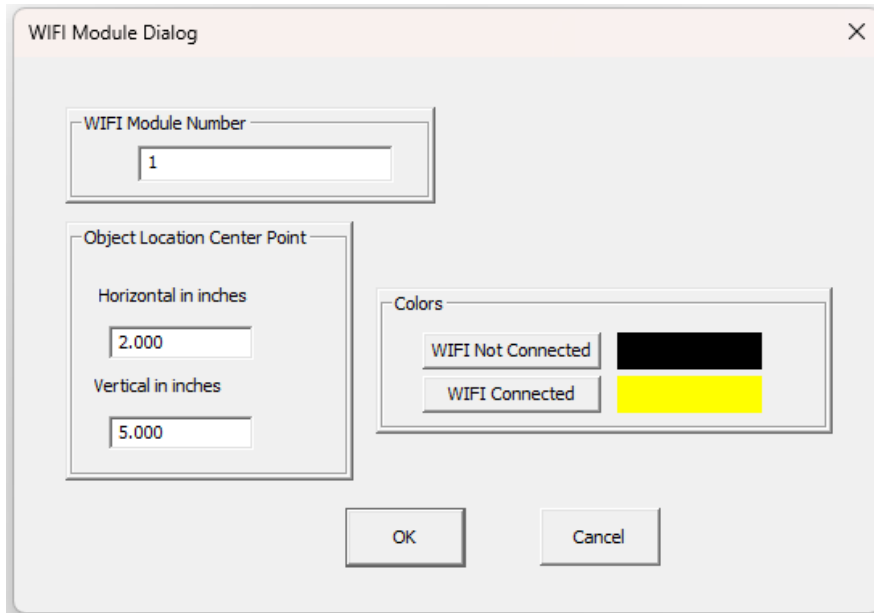 WIFI Module Dialog
WIFI Module Number
1
Object Location Center Point
Horizontal in inches
2.000
Vertical in inches
5.000
Colors
WIFI Not Connected
WIFI Connected
OK
Cancel